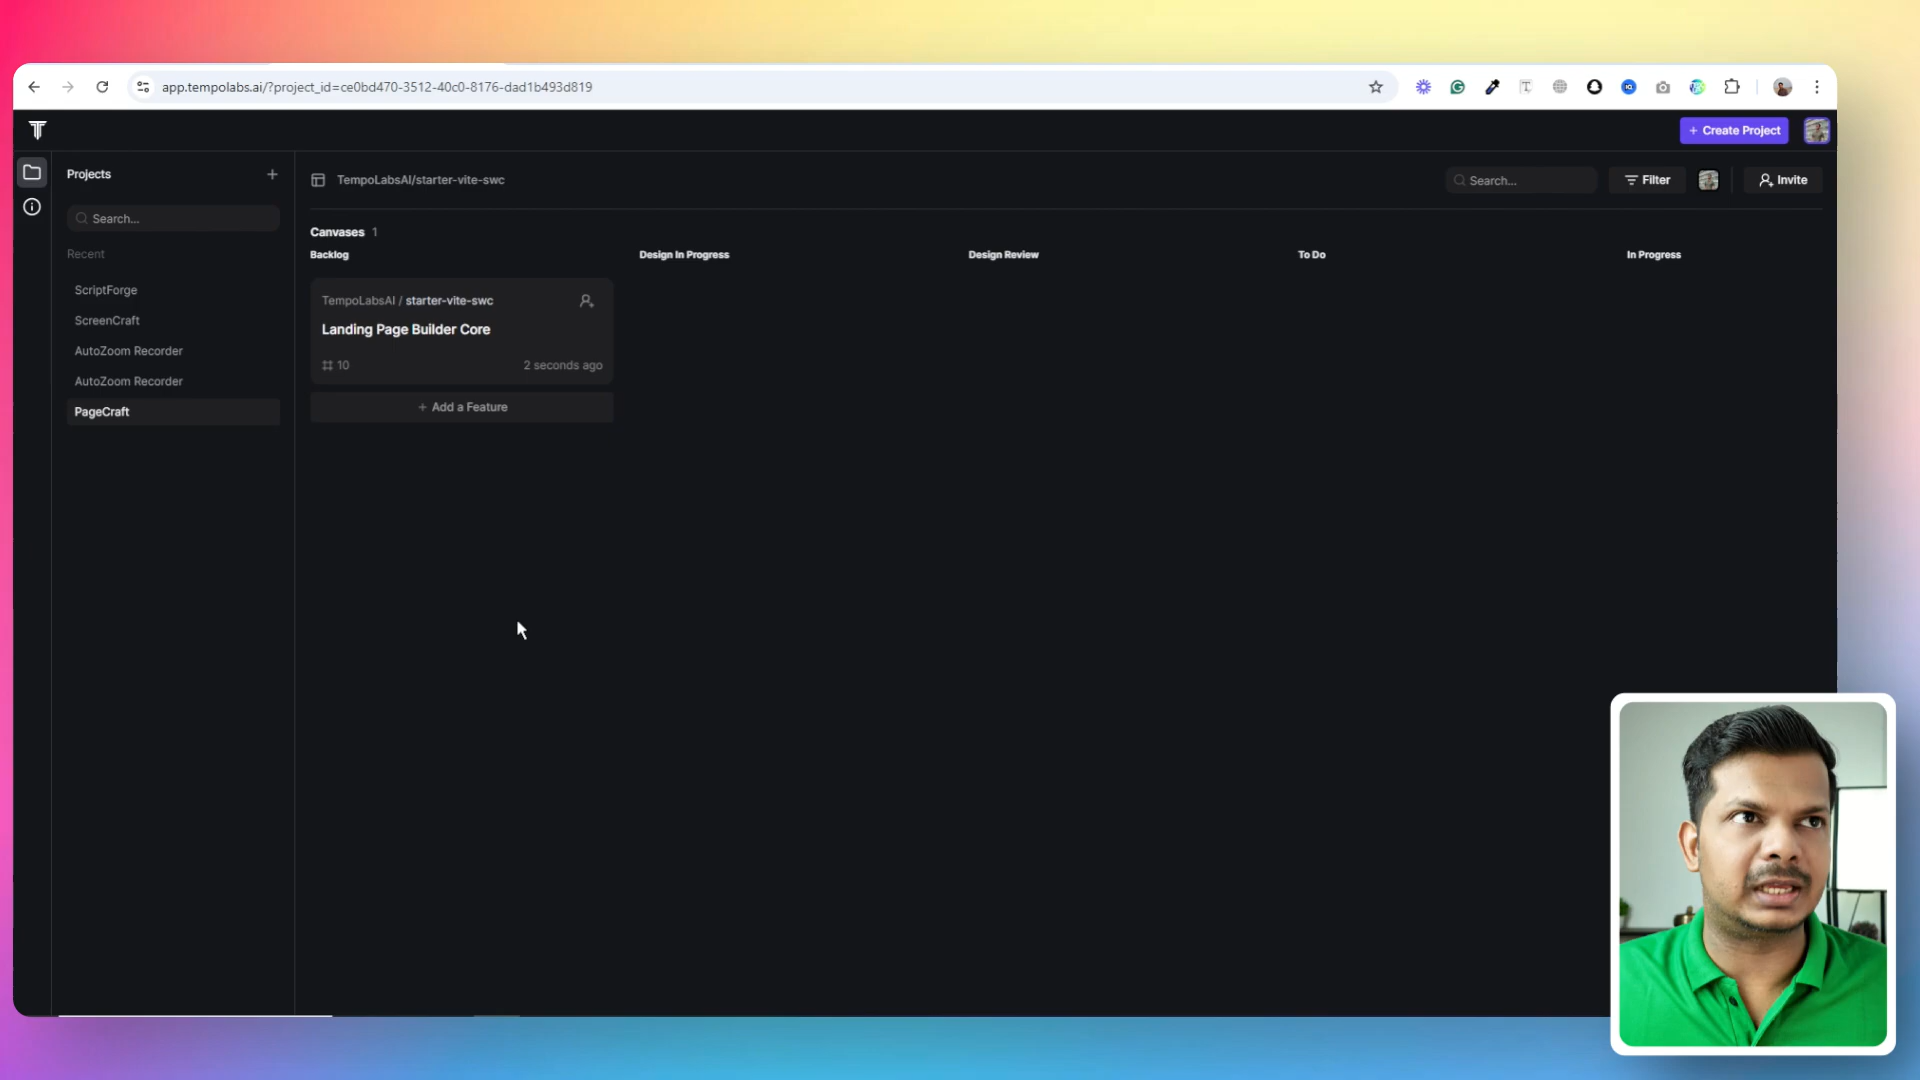 app.tempolabs.ai/?project_id=ce0bd470-3512-40c0-8176-dad1b493d819
+ Create Project
Projects
+
Search...
Recent
ScriptForge
ScreenCraft
AutoZoom Recorder
AutoZoom Recorder
PageCraft
TempoLabsAI/starter-vite-swc
Search...
Filter
Invite
Canvases 1
Backlog
Design In Progress
Design Review
To Do
In Progress
TempoLabsAI / starter-vite-swc
Landing Page Builder Core
10
2 seconds ago
+ Add a Feature